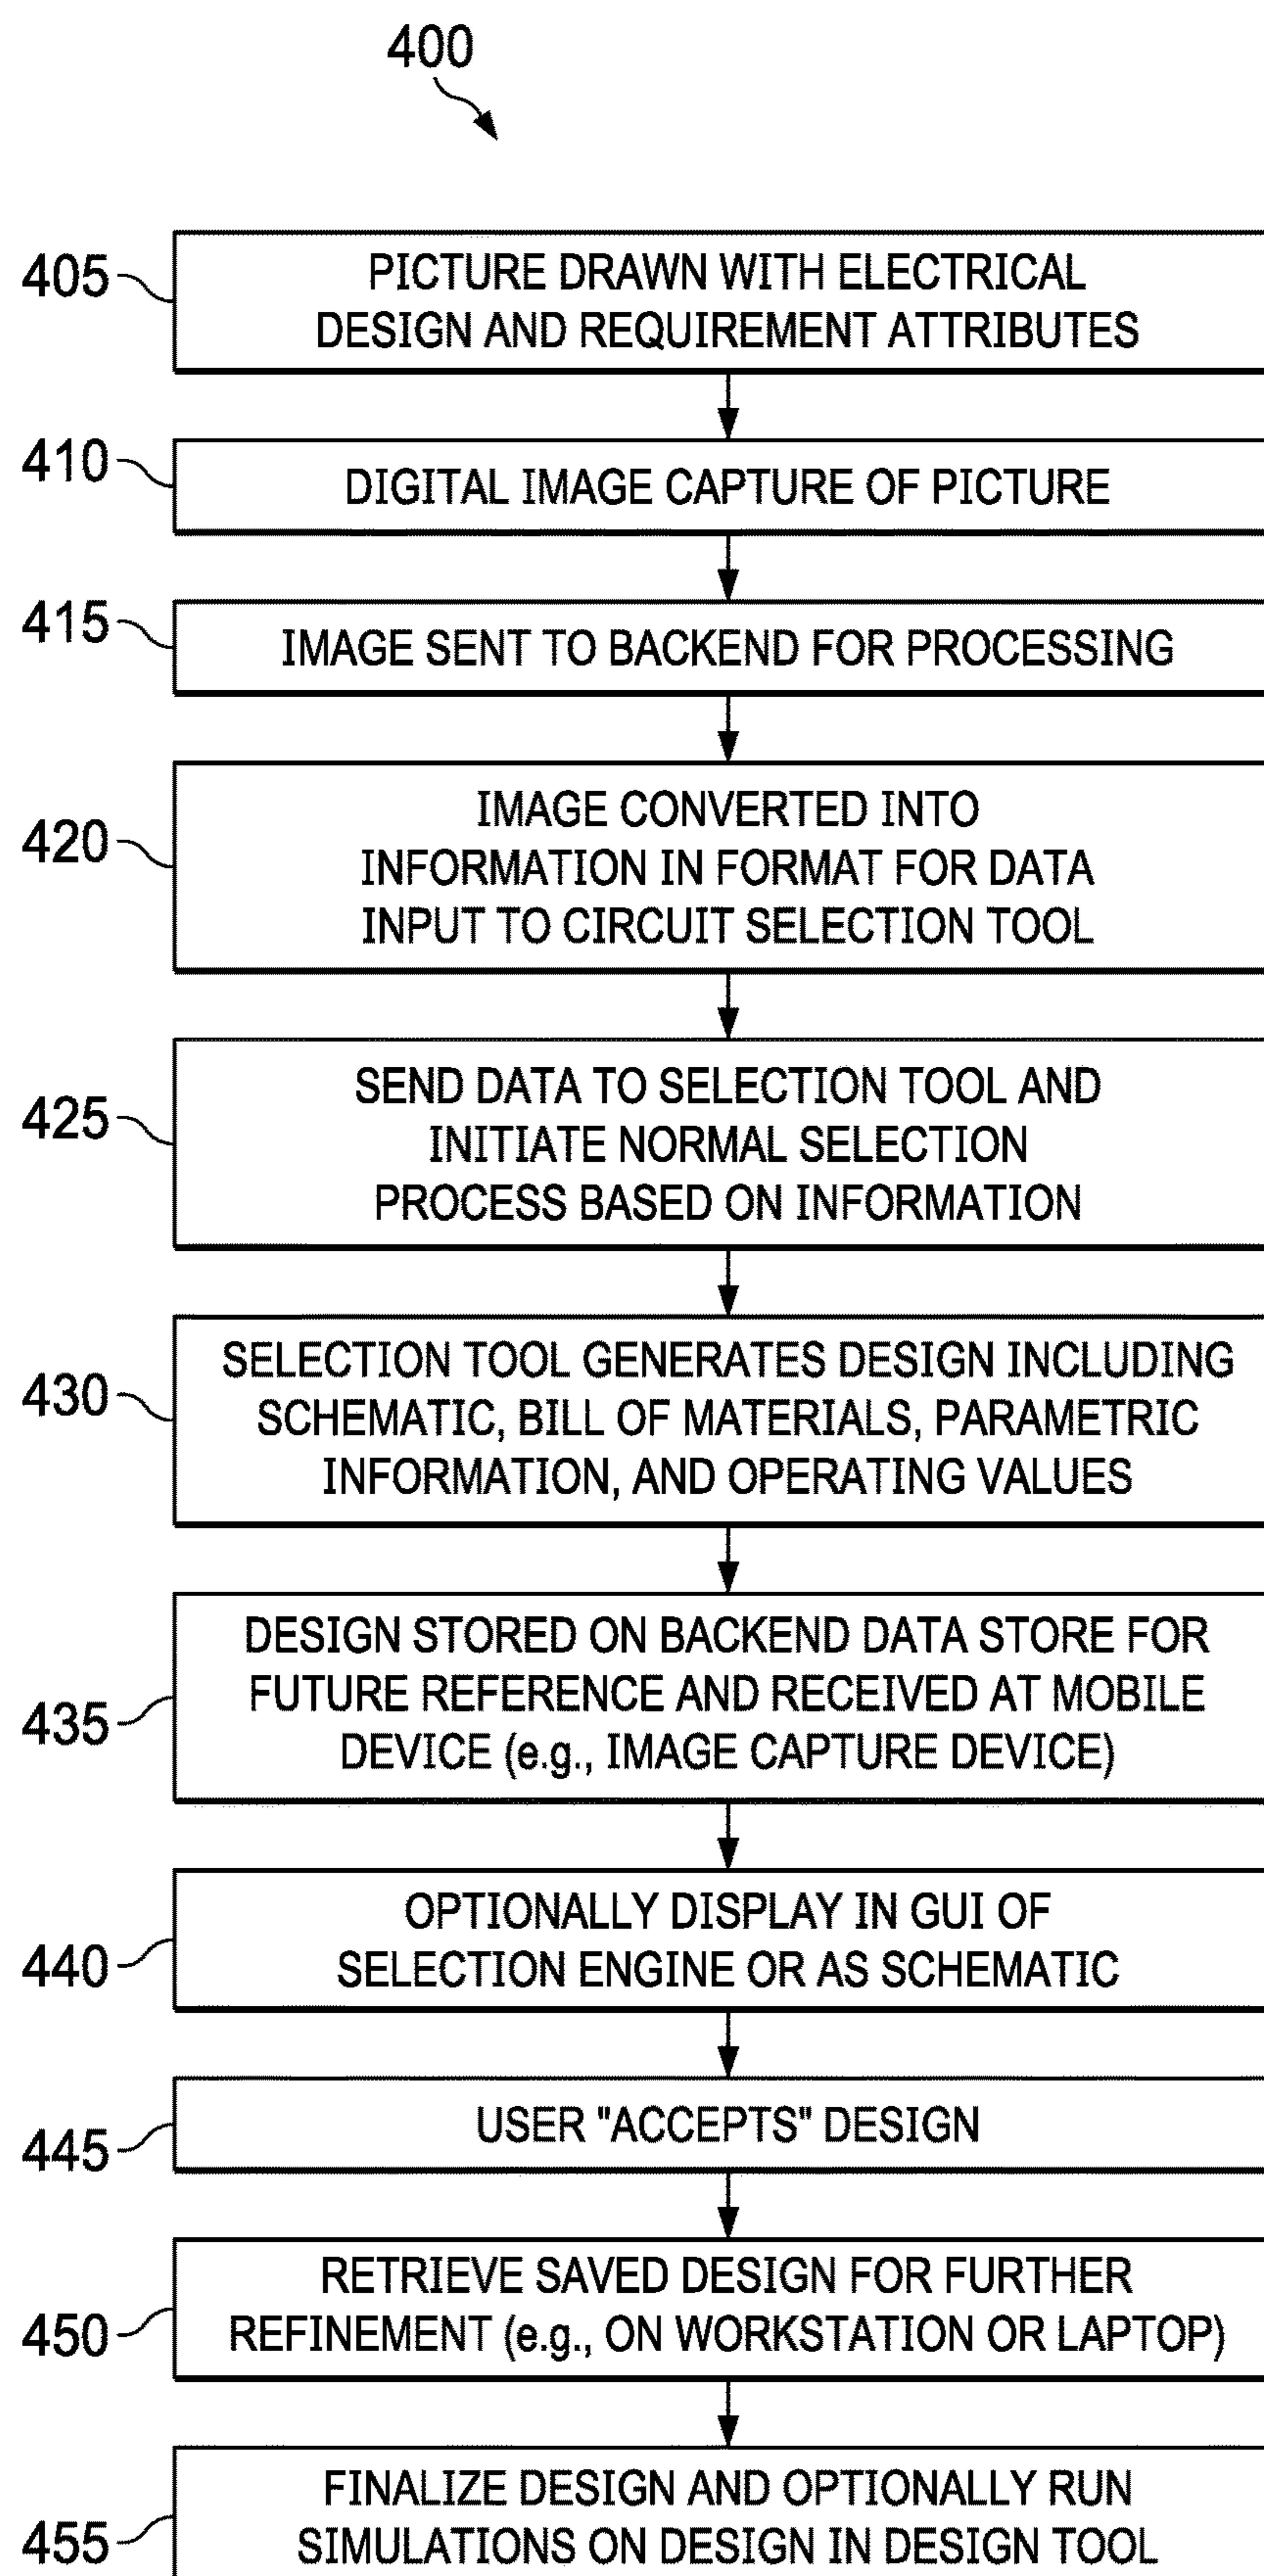 400
405
PICTURE DRAWN WITH ELECTRICAL
DESIGN AND REQUIREMENT ATTRIBUTES
410
DIGITAL IMAGE CAPTURE OF PICTURE
415
IMAGE SENT TO BACKEND FOR PROCESSING
420
IMAGE CONVERTED INTO
INFORMATION IN FORMAT FOR DATA
INPUT TO CIRCUIT SELECTION TOOL
425
SEND DATA TO SELECTION TOOL AND
INITIATE NORMAL SELECTION
PROCESS BASED ON INFORMATION
430
SELECTION TOOL GENERATES DESIGN INCLUDING
SCHEMATIC, BILL OF MATERIALS, PARAMETRIC
INFORMATION, AND OPERATING VALUES
435
DESIGN STORED ON BACKEND DATA STORE FOR
FUTURE REFERENCE AND RECEIVED AT MOBILE
DEVICE (e.g., IMAGE CAPTURE DEVICE)
440
OPTIONALLY DISPLAY IN GUI OF
SELECTION ENGINE OR AS SCHEMATIC
445
USER "ACCEPTS" DESIGN
450
RETRIEVE SAVED DESIGN FOR FURTHER
REFINEMENT (e.g., ON WORKSTATION OR LAPTOP)
455
FINALIZE DESIGN AND OPTIONALLY RUN
SIMULATIONS ON DESIGN IN DESIGN TOOL